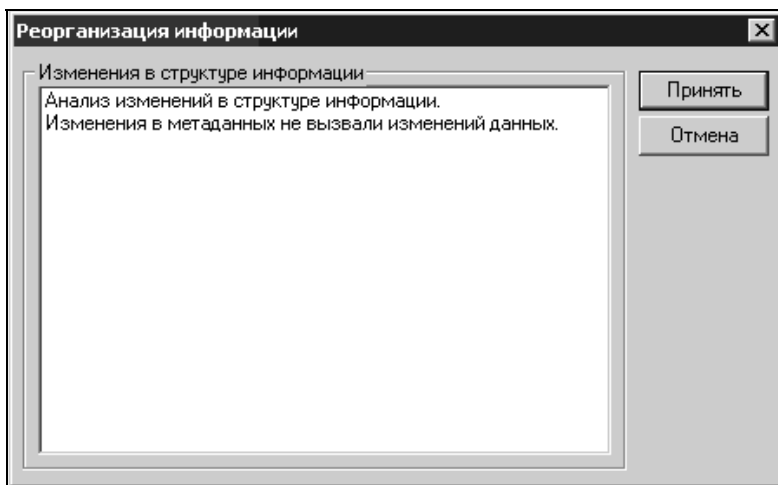 Реорганизация информации
Изменения в структуре информации
Анализ изменений в структуре информации.
Изменения в метаданных не вызвали изменений данных.
Принять
Отмена